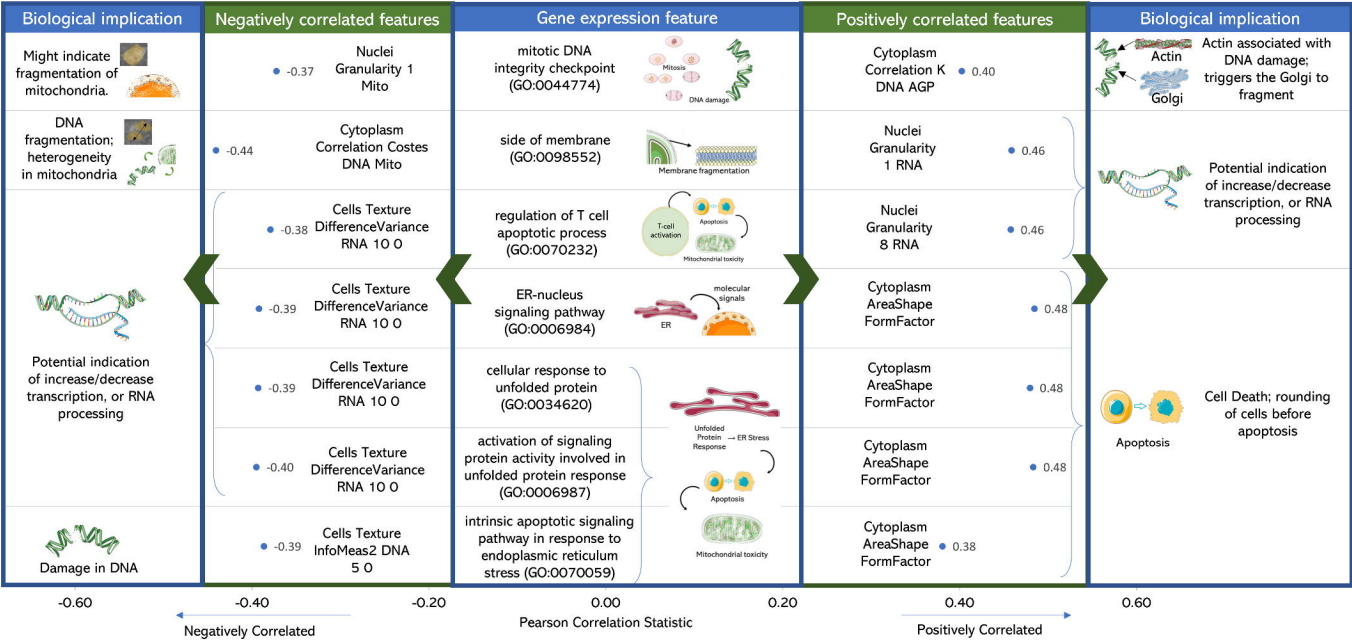 Biological implication
Negatively correlated features
Gene expression feature
Positively correlated features
Biological implication
Might indicate
fragmentation of
mitochondria.
-0.37
Nuclei
Granularity 1
Mito
mitotic DNA
integrity checkpoint
(GO:0044774)
Mitosis
DNA damage
Cytoplasm
Correlation K
DNA AGP
0.40
Actin
Golgi
Actin associated with
DNA damage;
triggers the Golgi to
fragment
DNA
fragmentation;
heterogeneity
in mitochondria
-0.44
Cytoplasm
Correlation Costes
DNA Mito
side of membrane
(GO:0098552)
Membrane fragmentation
Nuclei
Granularity
1 RNA
0.46
Potential indication
of increase/decrease
transcription, or RNA
processing
-0.38
Cells Texture
DifferenceVariance
RNA 10 0
regulation of T cell
apoptotic process
(GO:0070232)
T-cell
activation
Apoptosis
Mitochondrial toxicity
Nuclei
Granularity
8 RNA
0.46
-0.39
Cells Texture
DifferenceVariance
RNA 10 0
ER-nucleus
signaling pathway
(GO:0006984)
ER
molecular
signals
Cytoplasm
AreaShape
FormFactor
0.48
Potential indication
of increase/decrease
transcription, or RNA
processing
-0.39
Cells Texture
DifferenceVariance
RNA 10 0
cellular response to
unfolded protein
(GO:0034620)
Unfolded
Protein
Response
→ ER Stress
Cytoplasm
AreaShape
FormFactor
0.48
Apoptosis
Cell Death; rounding
of cells before
apoptosis
-0.40
Cells Texture
DifferenceVariance
RNA 10 0
activation of signaling
protein activity involved in
unfolded protein response
(GO:0006987)
Apoptosis
Cytoplasm
AreaShape
FormFactor
0.48
Damage in DNA
-0.39
Cells Texture
InfoMeas2 DNA
5 0
intrinsic apoptotic signaling
pathway in response to
endoplasmic reticulum
stress (GO:0070059)
Mitochondrial toxicity
Cytoplasm
AreaShape
FormFactor
0.38
-0.60
-0.40
-0.20
0.00
0.20
0.40
0.60
Negatively Correlated
Pearson Correlation Statistic
Positively Correlated